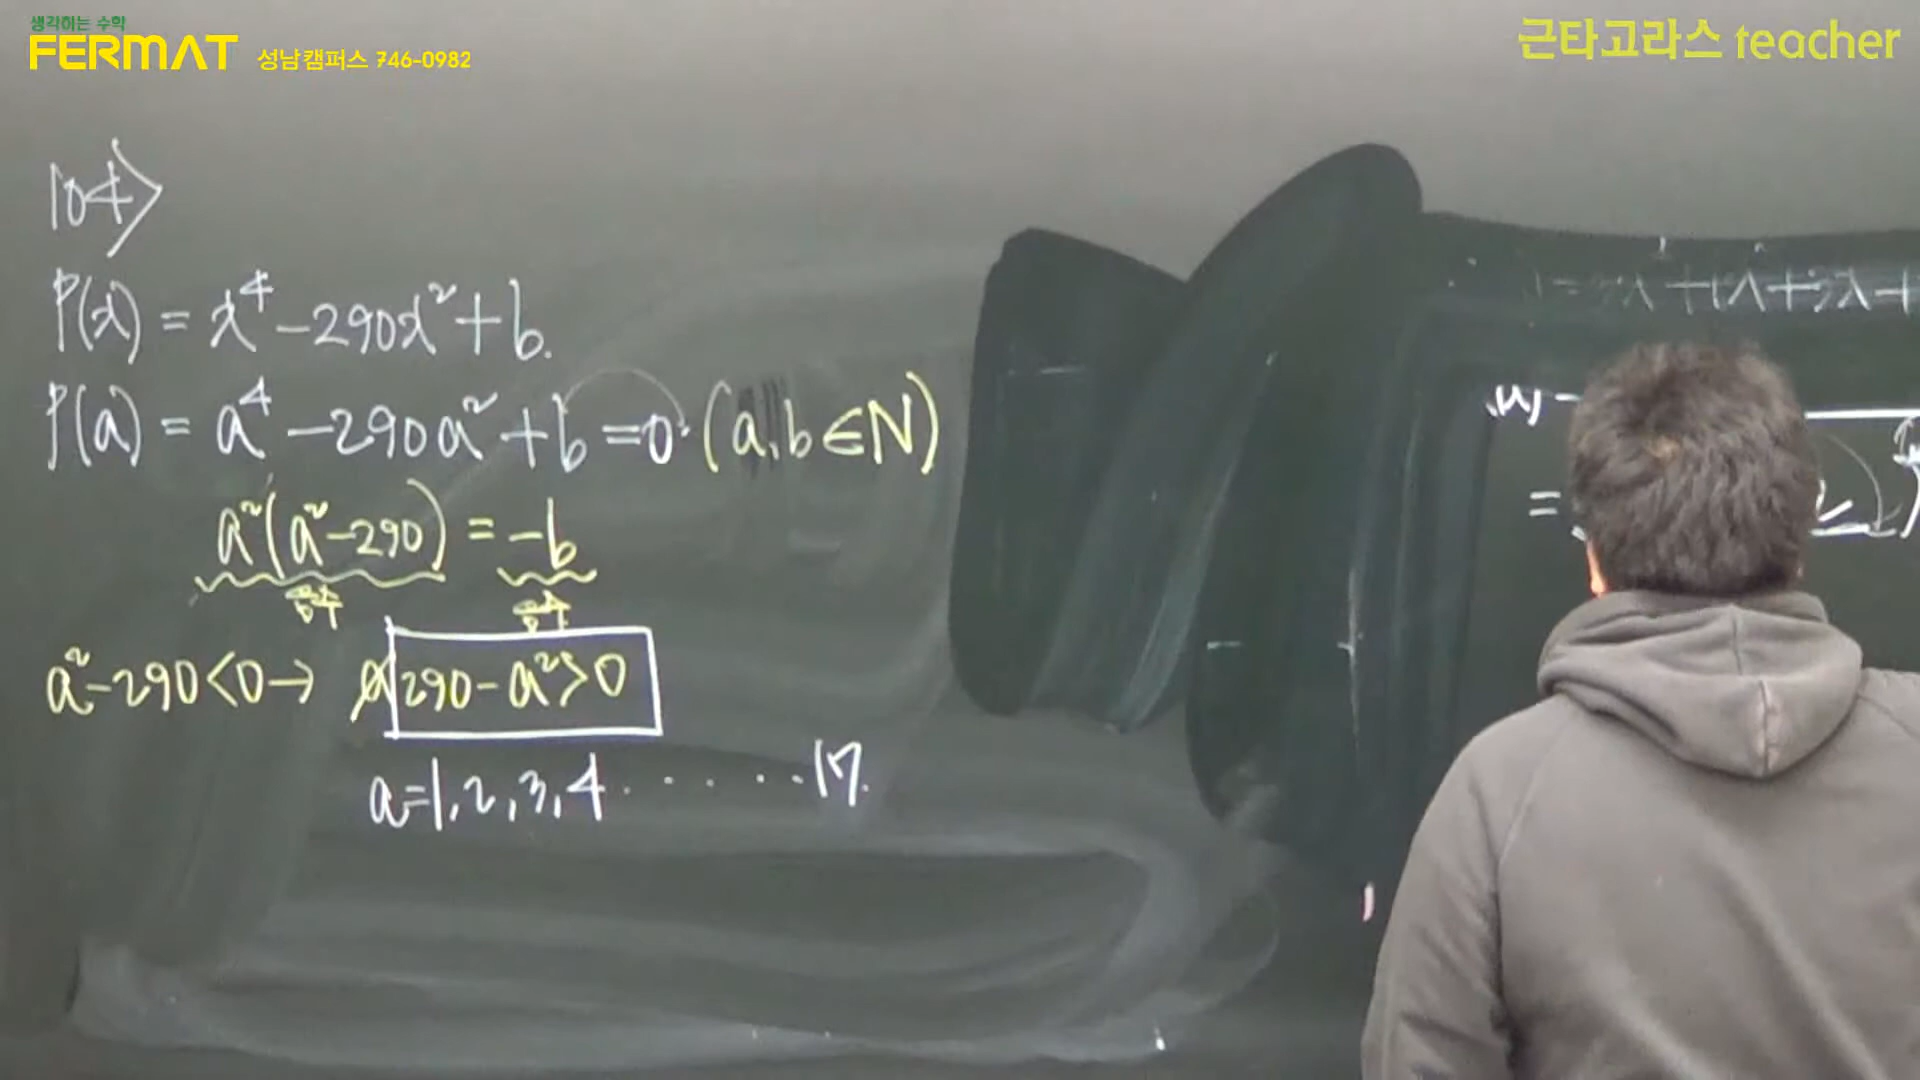 생각하는 수학
FERMAT 성남캠퍼스 746-0982
근타고라스 teacher
104>
P(x) = x⁴ - 290x² + b.
P(a) = a⁴ - 290a² + b = 0. (a, b ∈ N)
a²(a² - 290) = -b
음수 음수
a² - 290 < 0 → 290 - a² > 0
a = 1, 2, 3, 4 · · · · · · 17.